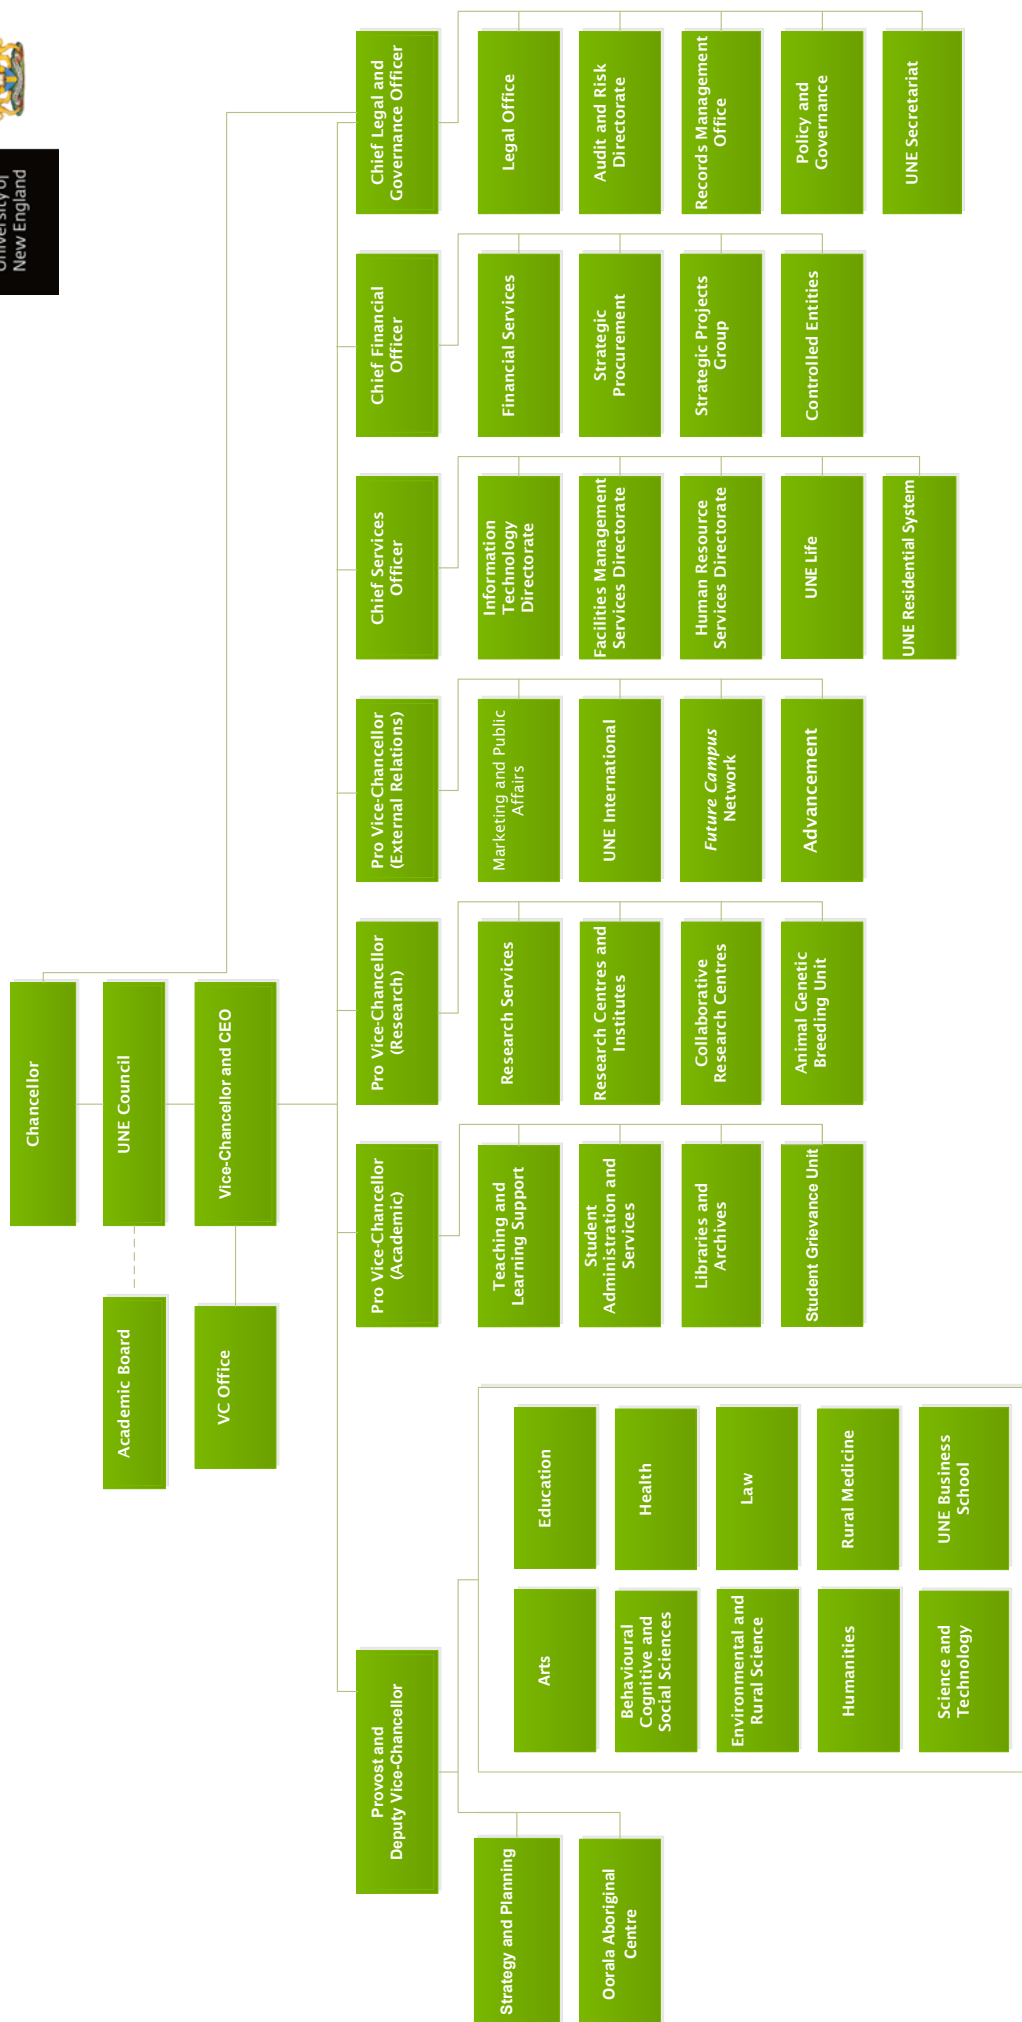 University of
New England
Chancellor
Academic Board
UNE Council
VC Office
Vice-Chancellor and CEO
Provost and
Deputy Vice-Chancellor
Strategy and Planning
Oorala Aboriginal
Centre
Arts
Education
Behavioural
Cognitive and
Social Sciences
Health
Environmental and
Rural Science
Law
Humanities
Rural Medicine
Science and
Technology
UNE Business
School
Pro Vice-Chancellor
(Academic)
Teaching and
Learning Support
Student
Administration and
Services
Libraries and
Archives
Student Grievance Unit
Pro Vice-Chancellor
(Research)
Research Services
Research Centres and
Institutes
Collaborative
Research Centres
Animal Genetic
Breeding Unit
Pro Vice-Chancellor
(External Relations)
Marketing and Public
Affairs
UNE International
Future Campus
Network
Advancement
Chief Services
Officer
Information
Technology
Directorate
Facilities Management
Services Directorate
Human Resource
Services Directorate
UNE Life
UNE Residential System
Chief Financial
Officer
Financial Services
Strategic
Procurement
Strategic Projects
Group
Controlled Entities
Chief Legal and
Governance Officer
Legal Office
Audit and Risk
Directorate
Records Management
Office
Policy and
Governance
UNE Secretariat